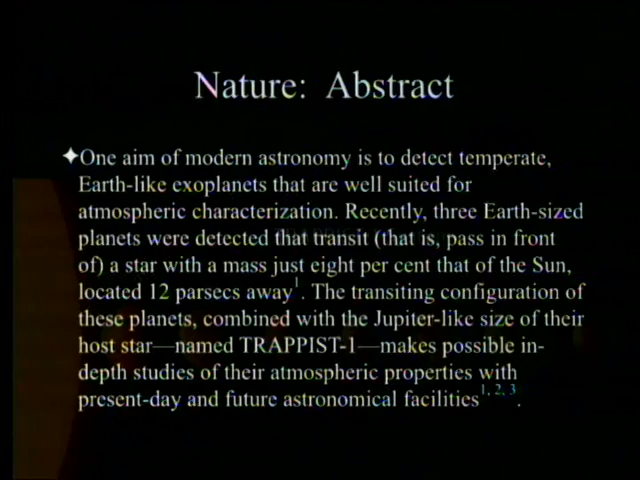 Nature: Abstract
✦One aim of modern astronomy is to detect temperate,
Earth-like exoplanets that are well suited for
atmospheric characterization. Recently, three Earth-sized
planets were detected that transit (that is, pass in front
of) a star with a mass just eight per cent that of the Sun,
located 12 parsecs away1. The transiting configuration of
these planets, combined with the Jupiter-like size of their
host star—named TRAPPIST-1—makes possible in-
depth studies of their atmospheric properties with
present-day and future astronomical facilities1, 2, 3.